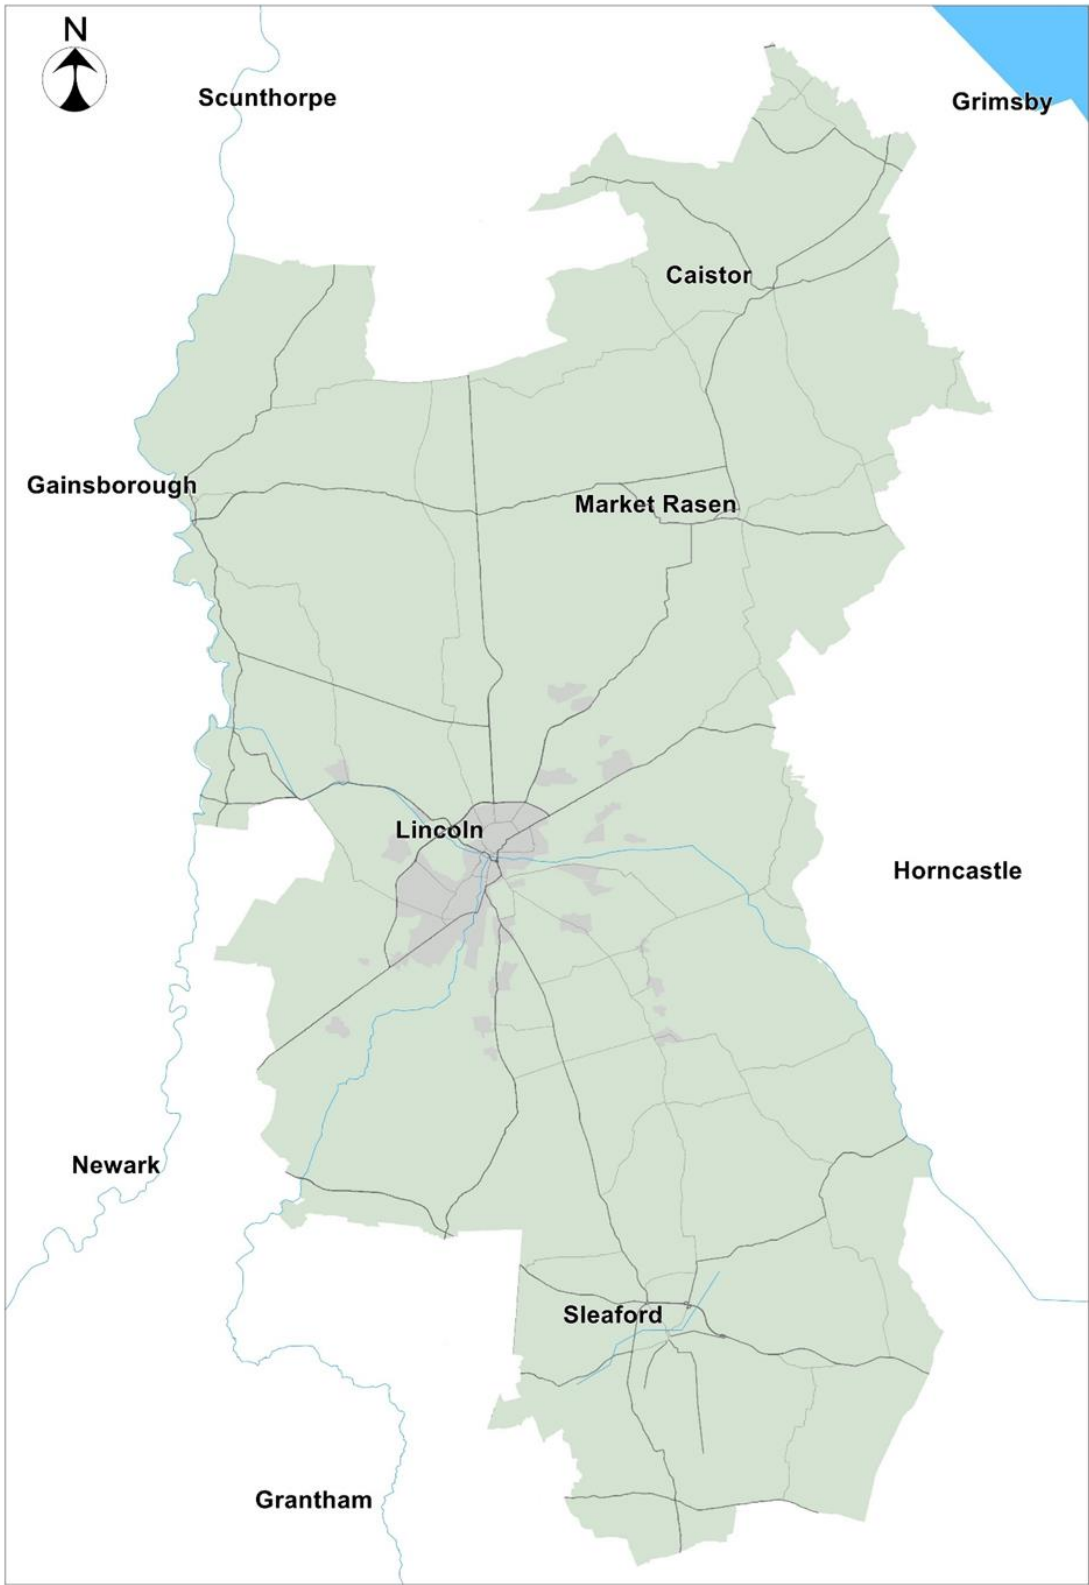 N
Scunthorpe
Grimsby
Caistor
Gainsborough
Market Rasen
Lincoln
Horncastle
Newark
Sleaford
Grantham